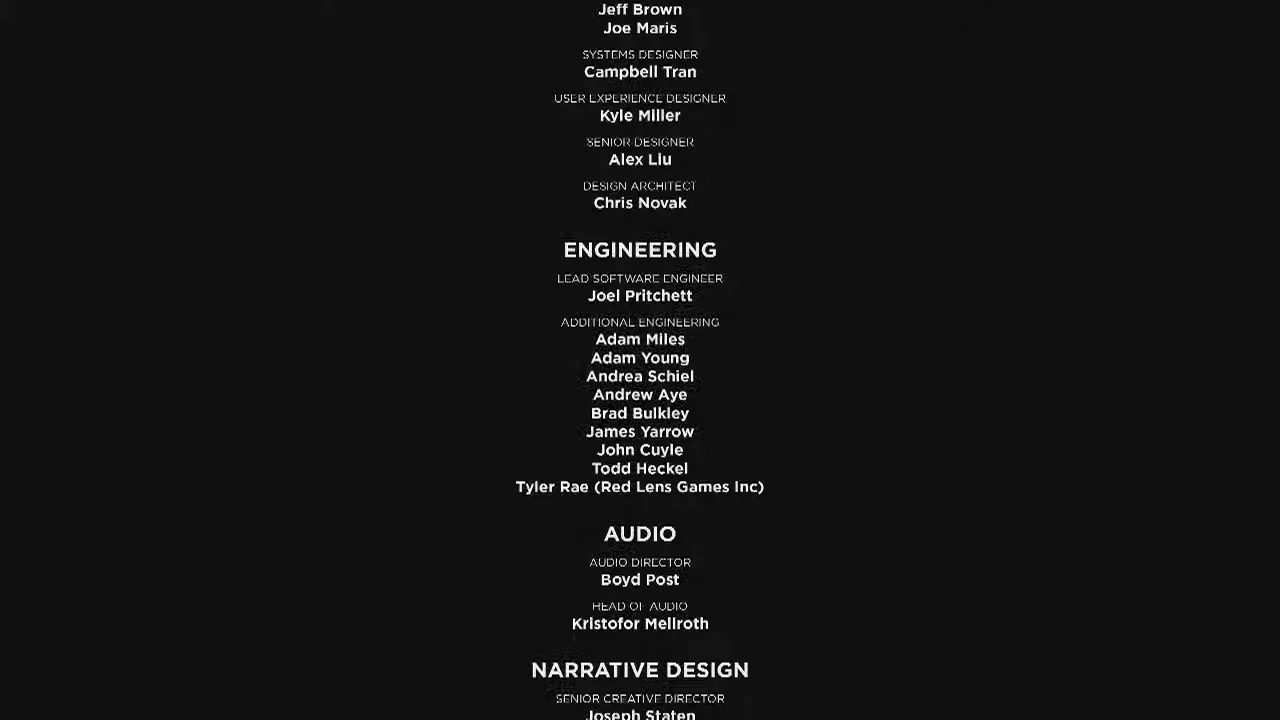 Jeff Brown
Joe Maris
SYSTEMS DESIGNER
Campbell Tran
USER EXPERIENCE DESIGNER
Kyle Miller
SENIOR DESIGNER
Alex Liu
DESIGN ARCHITECT
Chris Novak
ENGINEERING
LEAD SOFTWARE ENGINEER
Joel Pritchett
ADDITIONAL ENGINEERING
Adam Miles
Adam Young
Andrea Schiel
Andrew Aye
Brad Bulkley
James Yarrow
John Cuyle
Todd Heckel
Tyler Rae (Red Lens Games Inc)
AUDIO
AUDIO DIRECTOR
Boyd Post
HEAD OF AUDIO
Kristofor Mellroth
NARRATIVE DESIGN
SENIOR CREATIVE DIRECTOR
Joseph Staten